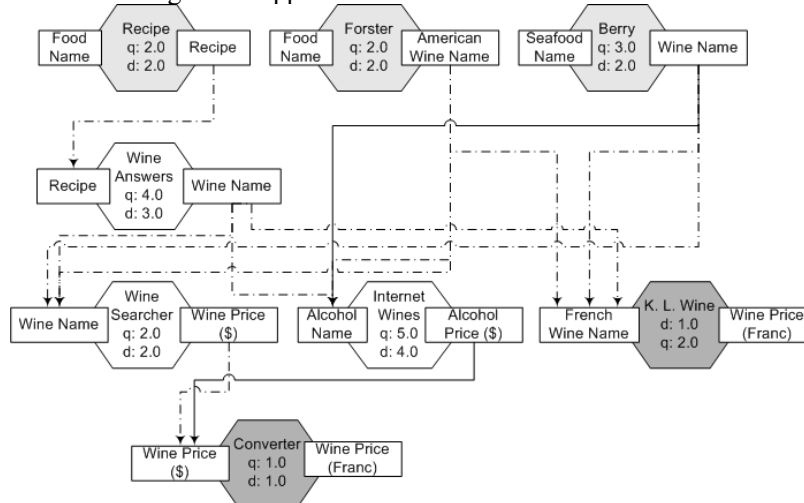 Food
Name
Recipe
q: 2.0
d: 2.0
Recipe
Food
Name
Forster
q: 2.0
d: 2.0
American
Wine Name
Seafood
Name
Berry
q: 3.0
d: 2.0
Wine Name
Recipe
Wine
Answers
q: 4.0
d: 3.0
Wine Name
Wine Name
Wine
Searcher
q: 2.0
d: 2.0
Wine Price
($)
Alcohol
Name
Internet
Wines
q: 5.0
d: 4.0
Alcohol
Price ($)
French
Wine Name
K. L. Wine
d: 1.0
q: 2.0
Wine Price
(Franc)
Wine Price
($)
Converter
q: 1.0
d: 1.0
Wine Price
(Franc)